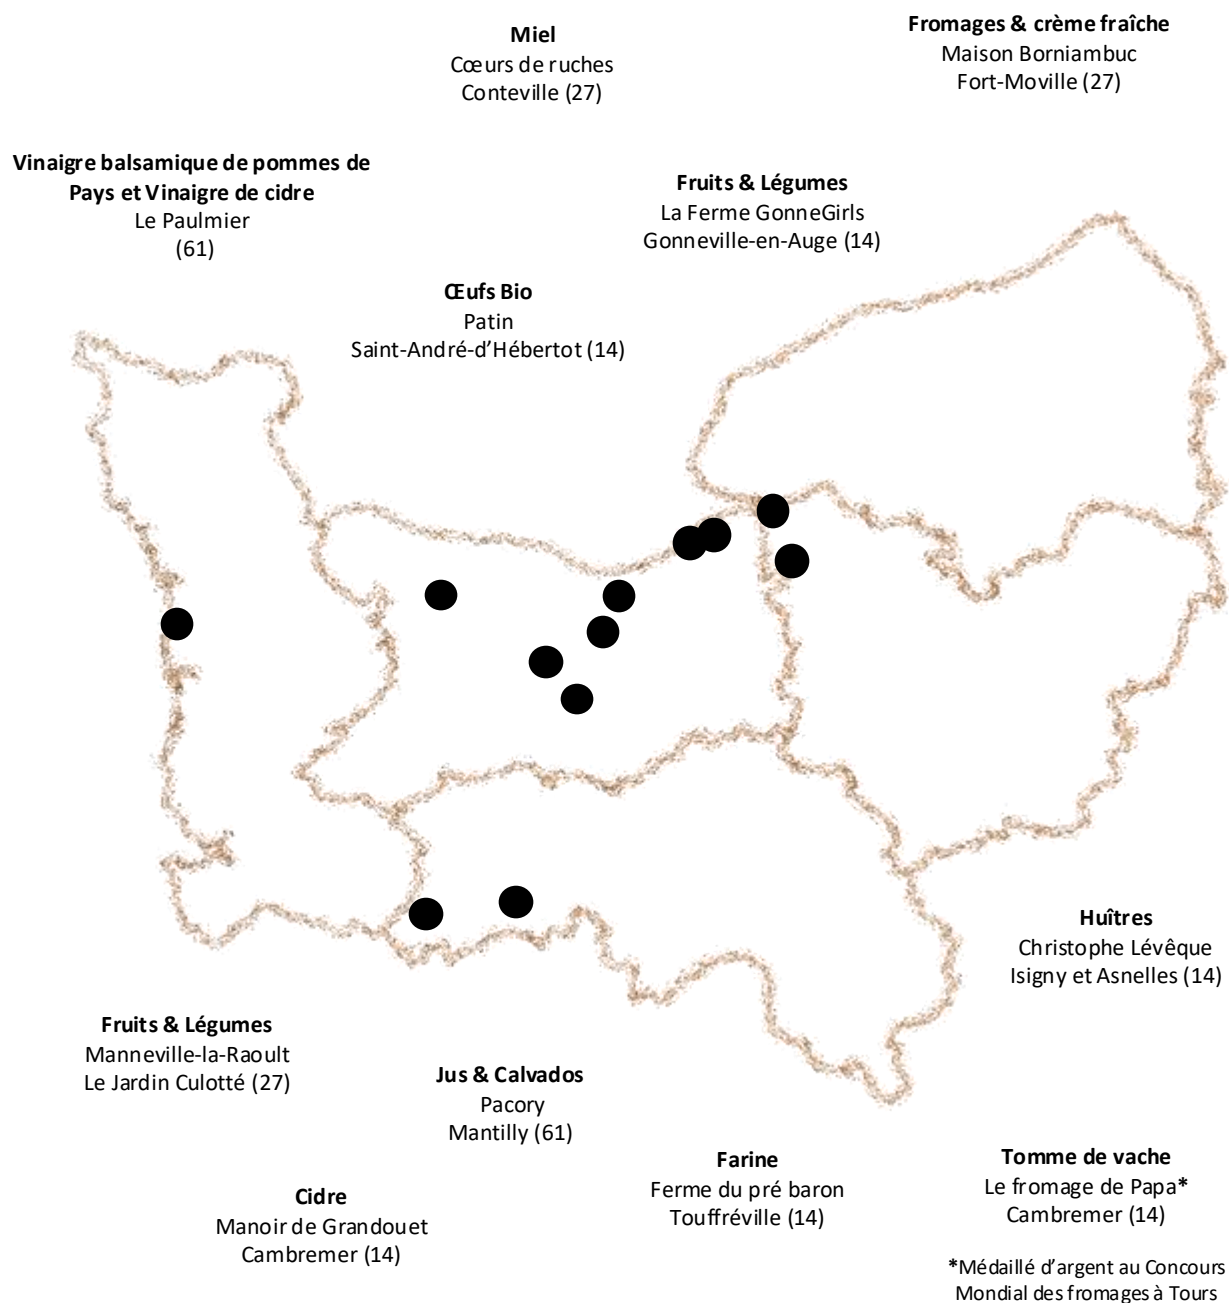 Miel
Cœurs de ruches
Conteville (27)
Fromages & crème fraîche
Maison Borniambuc
Fort-Moville (27)
Vinaigre balsamique de pommes de
Pays et Vinaigre de cidre
Le Paulmier
(61)
Fruits & Légumes
La Ferme GonneGirls
Gonneville-en-Auge (14)
Œufs Bio
Patin
Saint-André-d’Hébertot (14)
Huîtres
Christophe Lévêque
Isigny et Asnelles (14)
Fruits & Légumes
Manneville-la-Raoult
Le Jardin Culotté (27)
Jus & Calvados
Pacory
Mantilly (61)
Farine
Ferme du pré baron
Touffréville (14)
Tomme de vache
Le fromage de Papa*
Cambremer (14)
Cidre
Manoir de Grandouet
Cambremer (14)
*Médaillé d’argent au Concours
Mondial des fromages à Tours